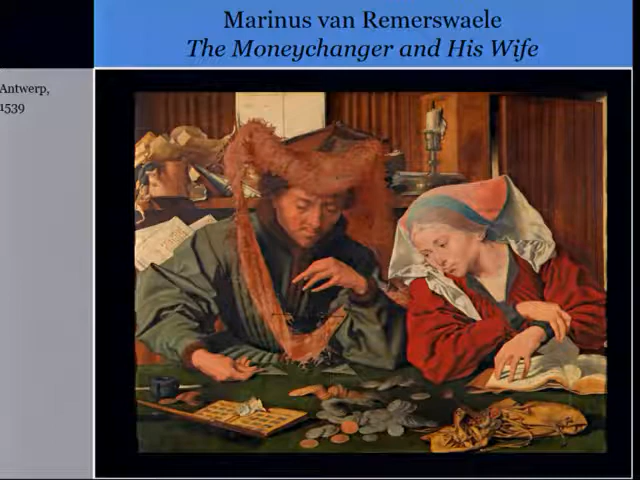 Marinus van Remerswaele
The Moneychanger and His Wife
Antwerp,
1539